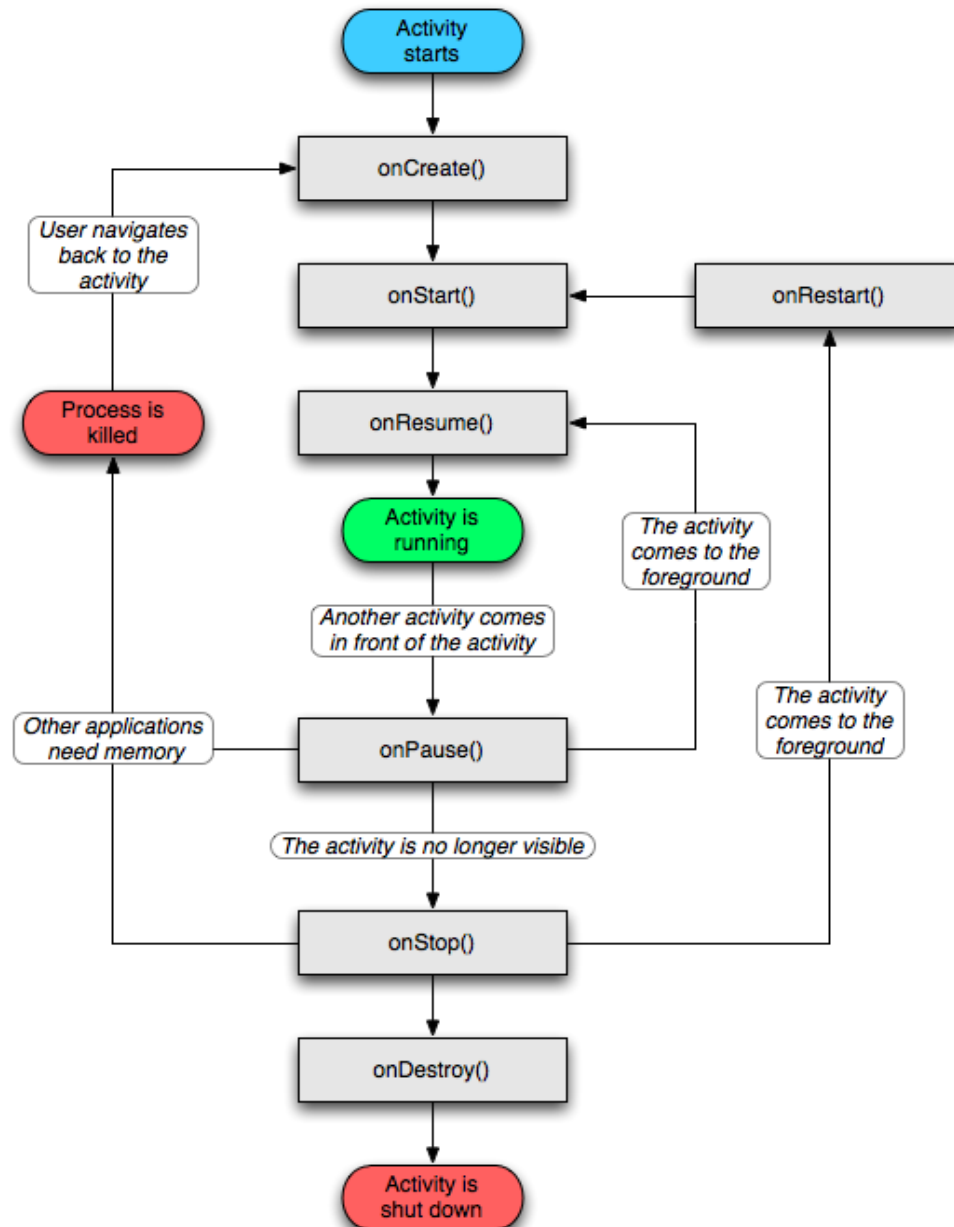 Activity
starts
onCreate()
User navigates
back to the
activity
onStart()
onRestart()
Process is
killed
onResume()
Activity is
running
The activity
comes to the
foreground
Another activity comes
in front of the activity
The activity
comes to the
foreground
Other applications
need memory
onPause()
The activity is no longer visible
onStop()
onDestroy()
Activity is
shut down